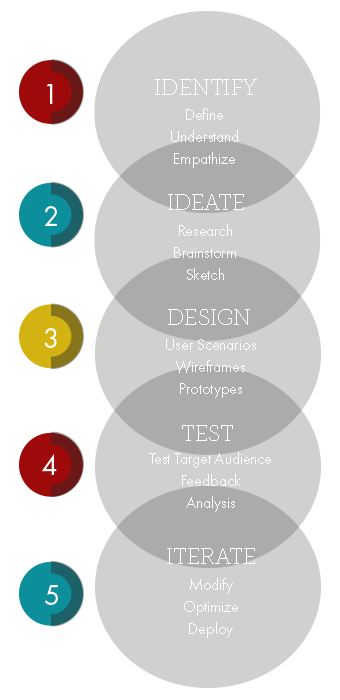 1
IDENTIFY
Define
Understand
Empathize
2
IDEATE
Research
Brainstorm
Sketch
3
DESIGN
User Scenarios
Wireframes
Prototypes
4
TEST
Test Target Audience
Feedback
Analysis
5
ITERATE
Modify
Optimize
Deploy